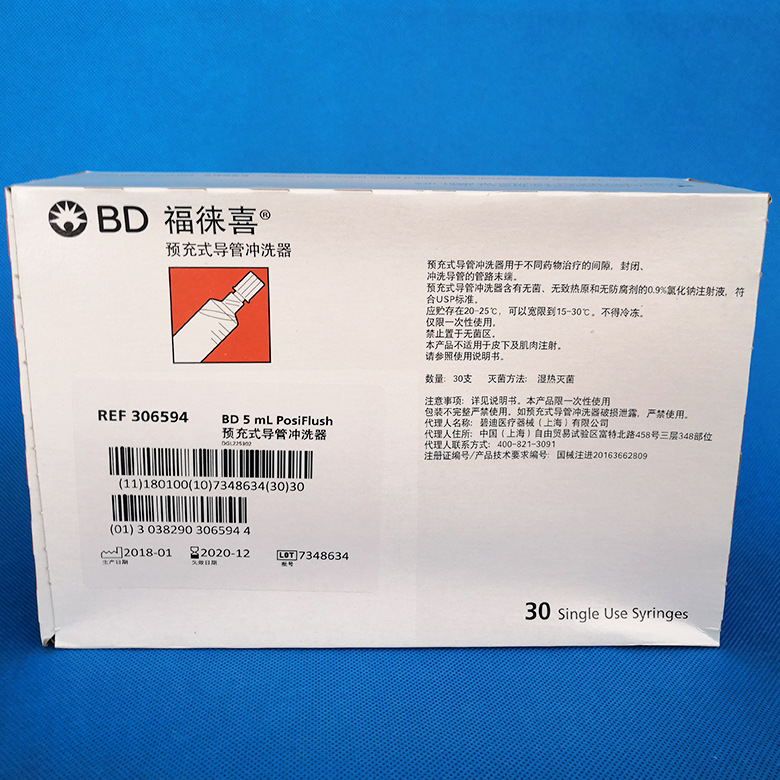 BD 福徕喜®
预充式导管冲洗器
REF 306594
BD 5 mL PosiFlush
预充式导管冲洗器
(11)180100(10)7348634(30)30
(01) 3 038290 306594 4
2018-01
生产日期
2020-12
失效日期
LOT 7348634
批号
预充式导管冲洗器用于不同药物治疗的间隙，封闭、
冲洗导管的管路末端。
预充式导管冲洗器含有无菌、无致热原和无防腐剂的0.9%氯化钠注射液，符
合USP标准。
应贮存在20-25℃，可以宽限到15-30℃。不得冷冻。
仅限一次性使用。
禁止置于无菌区。
本产品不适用于皮下及肌肉注射。
请参照使用说明书。
数量：30支 灭菌方法：湿热灭菌
注意事项：详见说明书。本产品限一次性使用
包装不完整严禁使用。如预充式导管冲洗器破损泄露，严禁使用。
代理人名称：碧迪医疗器械（上海）有限公司
代理人住所：中国（上海）自由贸易试验区富特北路458号三层348部位
代理人联系方式：400-821-3091
注册证编号/产品技术要求编号：国械注进20163662809
30 Single Use Syringes